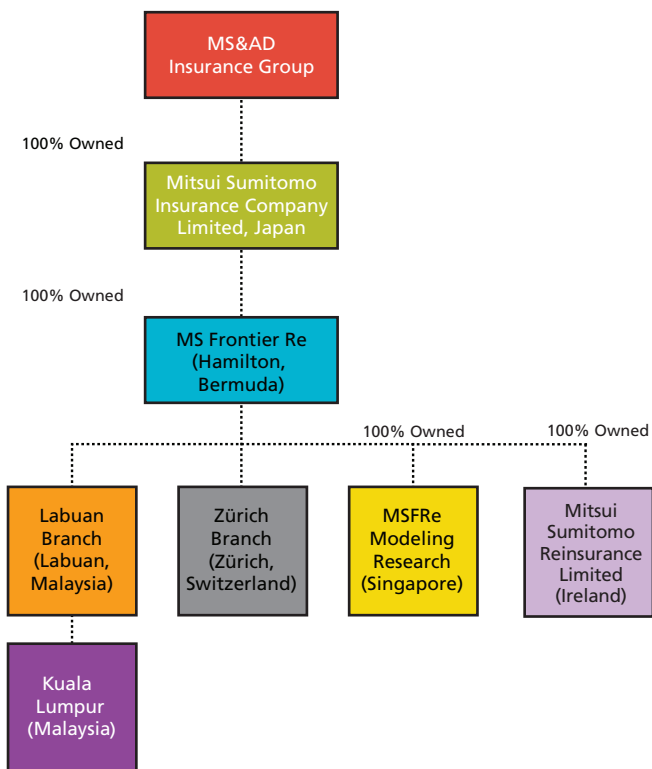 MS&AD
Insurance Group
100% Owned
Mitsui Sumitomo
Insurance Company
Limited, Japan
100% Owned
MS Frontier Re
(Hamilton,
Bermuda)
100% Owned
100% Owned
Labuan
Branch
(Labuan,
Malaysia)
Zürich
Branch
(Zürich,
Switzerland)
MSFRe
Modeling
Research
(Singapore)
Mitsui
Sumitomo
Reinsurance
Limited
(Ireland)
Kuala
Lumpur
(Malaysia)